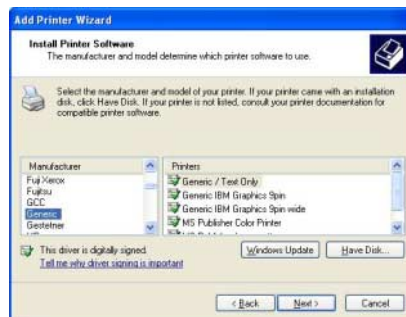 Add Printer Wizard
Install Printer Software
The manufacturer and model determine which printer software to use.
Select the manufacturer and model of your printer. If your printer came with an installation
disk, click Have Disk. If your printer is not listed, consult your printer documentation for
compatible printer software.
Manufacturer
Fuji Xerox
Fujitsu
GCC
Generic
Gestetner
Printers
Generic / Text Only
Generic IBM Graphics 9pin
Generic IBM Graphics 9pin wide
MS Publisher Color Printer
This driver is digitally signed.
Tell me why driver signing is important
Windows Update
Have Disk...
< Back
Next >
Cancel